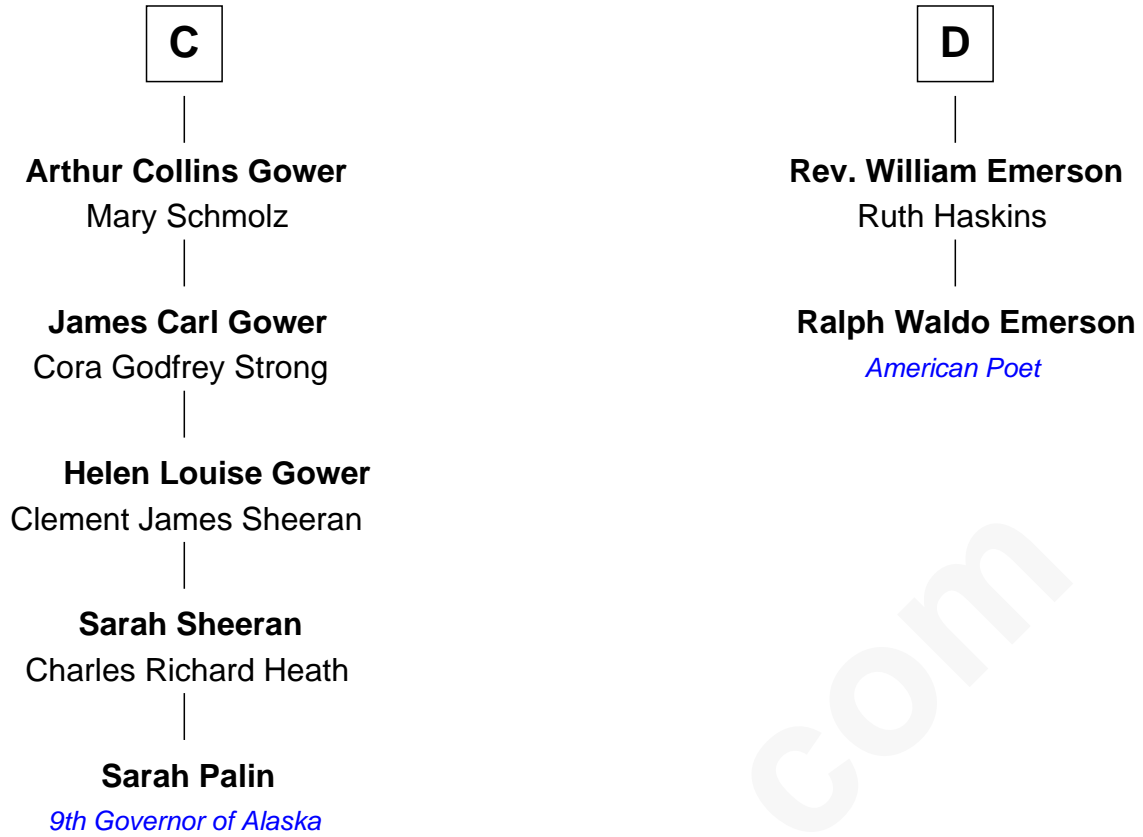 C
Arthur Collins Gower
Mary Schmolz
James Carl Gower
Cora Godfrey Strong
Helen Louise Gower
Clement James Sheeran
Sarah Sheeran
Charles Richard Heath
Sarah Palin
9th Governor of Alaska
D
Rev. William Emerson
Ruth Haskins
Ralph Waldo Emerson
American Poet
com